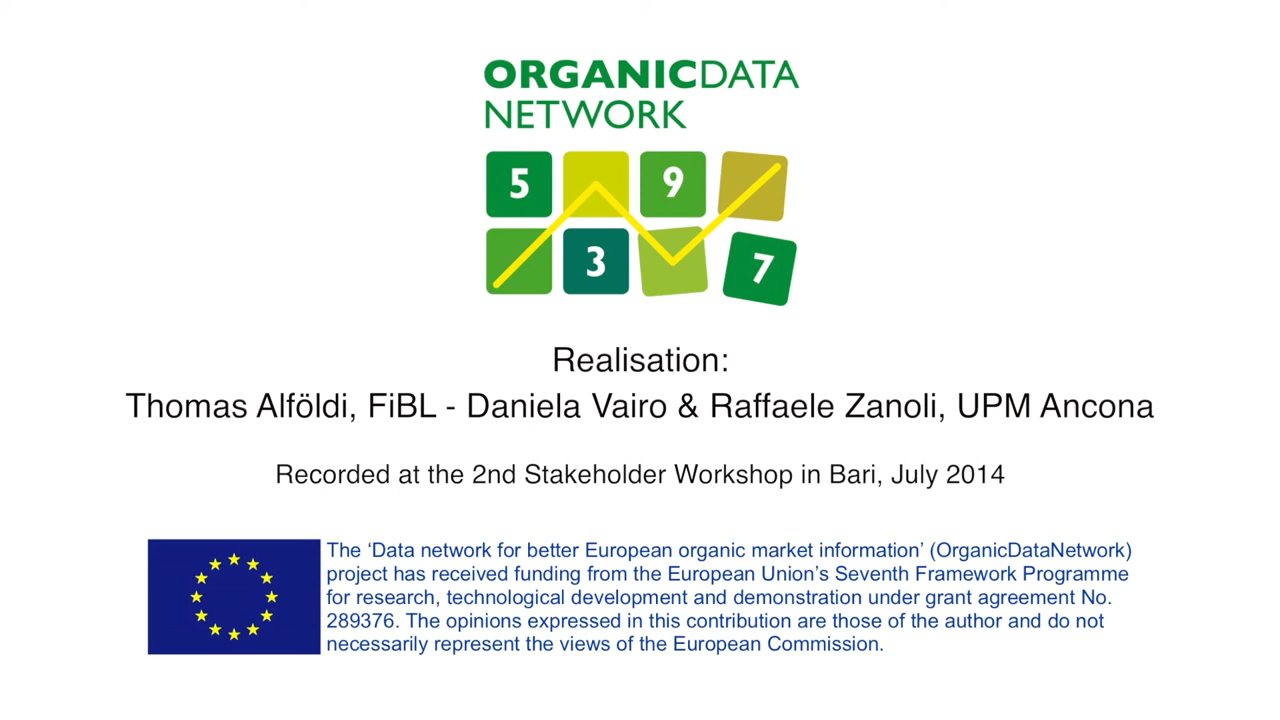 ORGANICDATA
NETWORK
5 9
3 7
Realisation:
Thomas Alföldi, FiBL - Daniela Vairo & Raffaele Zanoli, UPM Ancona
Recorded at the 2nd Stakeholder Workshop in Bari, July 2014
The ‘Data network for better European organic market information’ (OrganicDataNetwork)
project has received funding from the European Union’s Seventh Framework Programme
for research, technological development and demonstration under grant agreement No.
289376. The opinions expressed in this contribution are those of the author and do not
necessarily represent the views of the European Commission.